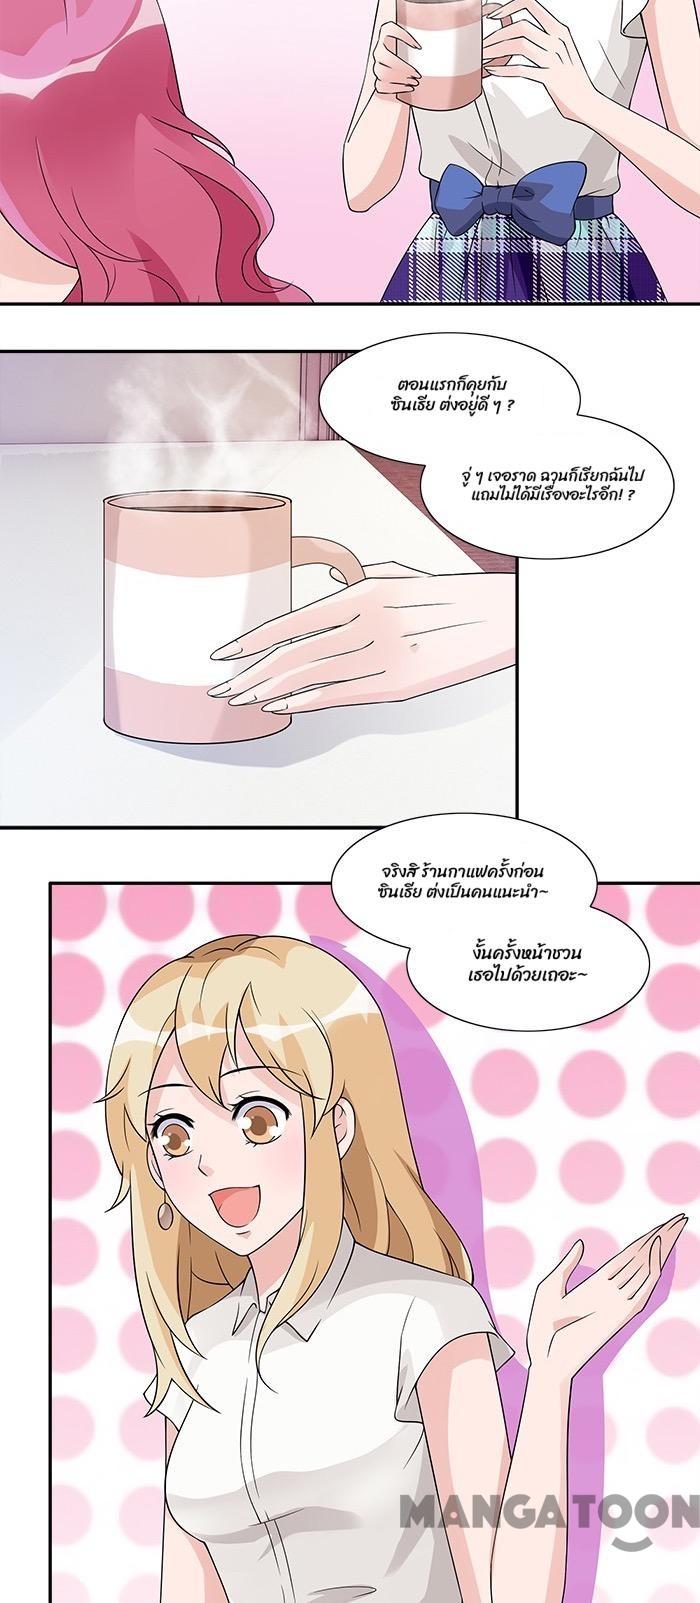 ตอนแรกก็คุยกับ
ซินเธีย ต่งอยู่ดี ๆ ?
จู่ ๆ เจอราด ฉวนก็เรียกฉันไป
แถมไม่ได้มีเรื่องอะไรอีก! ?
จริงสิ ร้านกาแฟครั้งก่อน
ซินเธีย ต่งเป็นคนแนะนำ~
งั้นครั้งหน้าชวน
เธอไปด้วยเถอะ~
MANGATOON